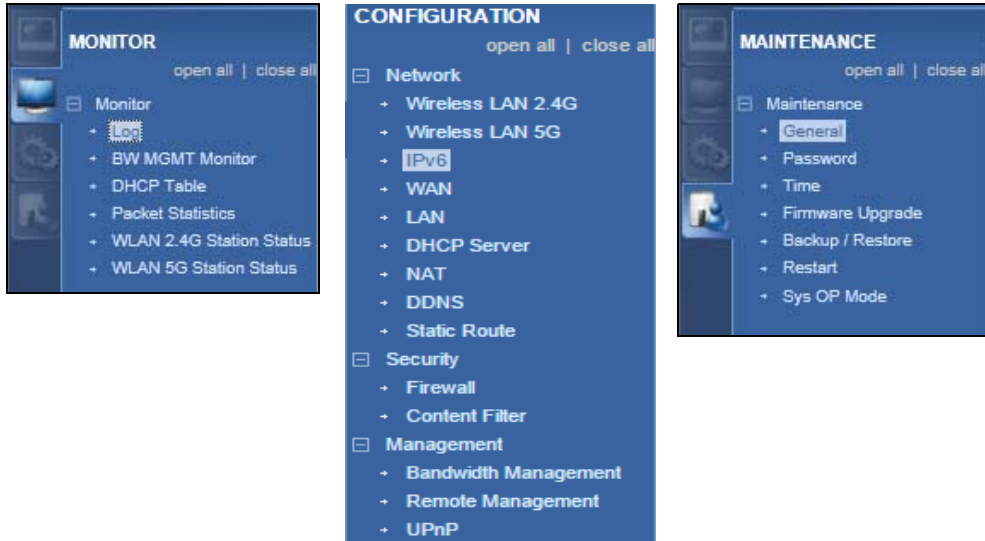 MONITOR
open all | close all
Monitor
Log
BW MGMT Monitor
DHCP Table
Packet Statistics
WLAN 2.4G Station Status
WLAN 5G Station Status
CONFIGURATION
open all | close all
Network
Wireless LAN 2.4G
Wireless LAN 5G
IPv6
WAN
LAN
DHCP Server
NAT
DDNS
Static Route
Security
Firewall
Content Filter
Management
Bandwidth Management
Remote Management
UPnP
MAINTENANCE
open all | close all
Maintenance
General
Password
Time
Firmware Upgrade
Backup / Restore
Restart
Sys OP Mode